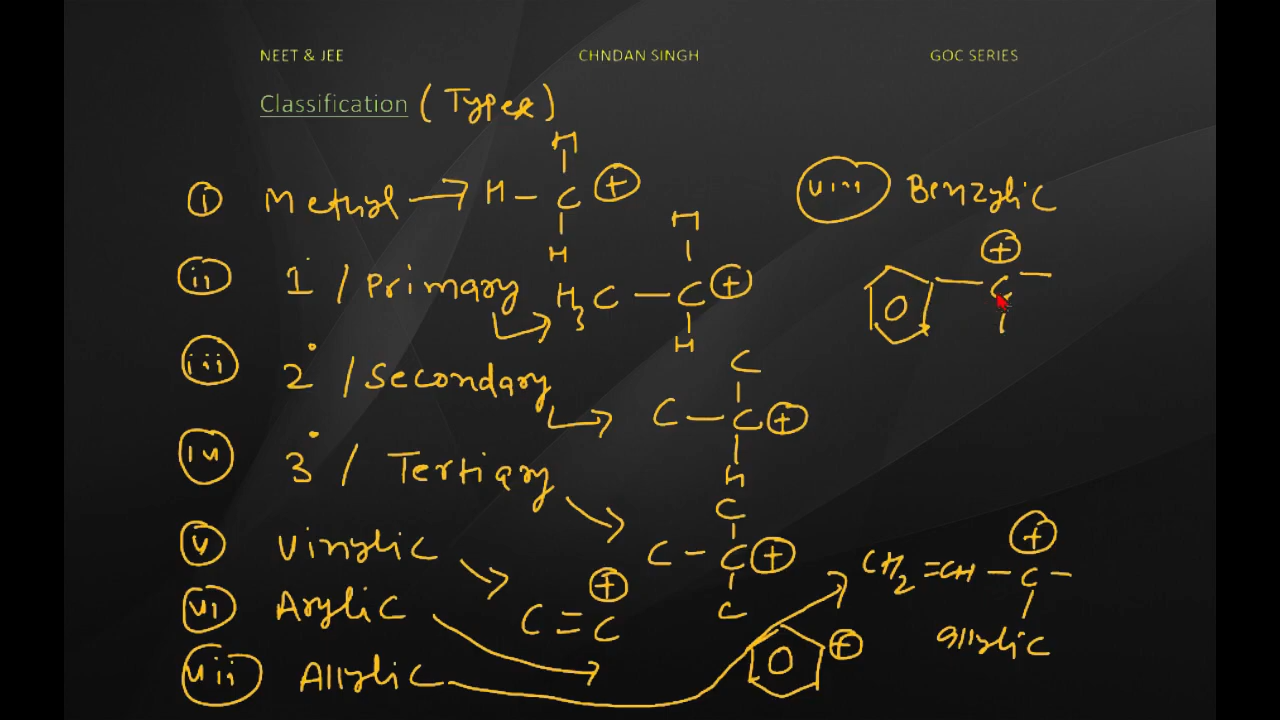 NEET & JEE CHNDAN SINGH GOC SERIES
Classification (Types)
i Methyl → H – C ⊕
H
H
ii 1° / Primary
H₃C – C ⊕
H
H
iii 2° / Secondary
C – C ⊕
C
H
iv 3° / Tertiary
C – C ⊕
C
C
v Vinylic
C = C ⊕
vi Arylic
⊕
vii Allylic
CH₂ = CH – C – ⊕
allylic
viii Benzylic
C – ⊕